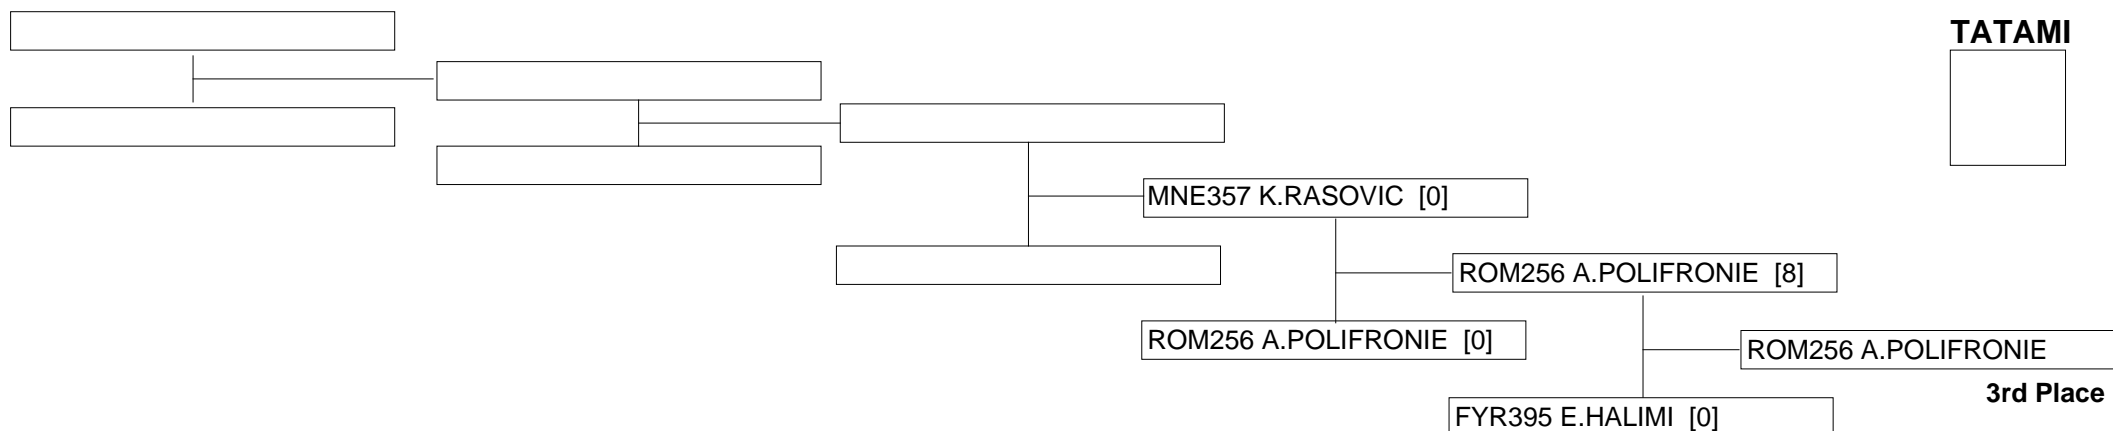 TATAMI
MNE357 K.RASOVIC [0]
ROM256 A.POLIFRONIE [8]
ROM256 A.POLIFRONIE [0]
ROM256 A.POLIFRONIE
3rd Place
FYR395 E.HALIMI [0]